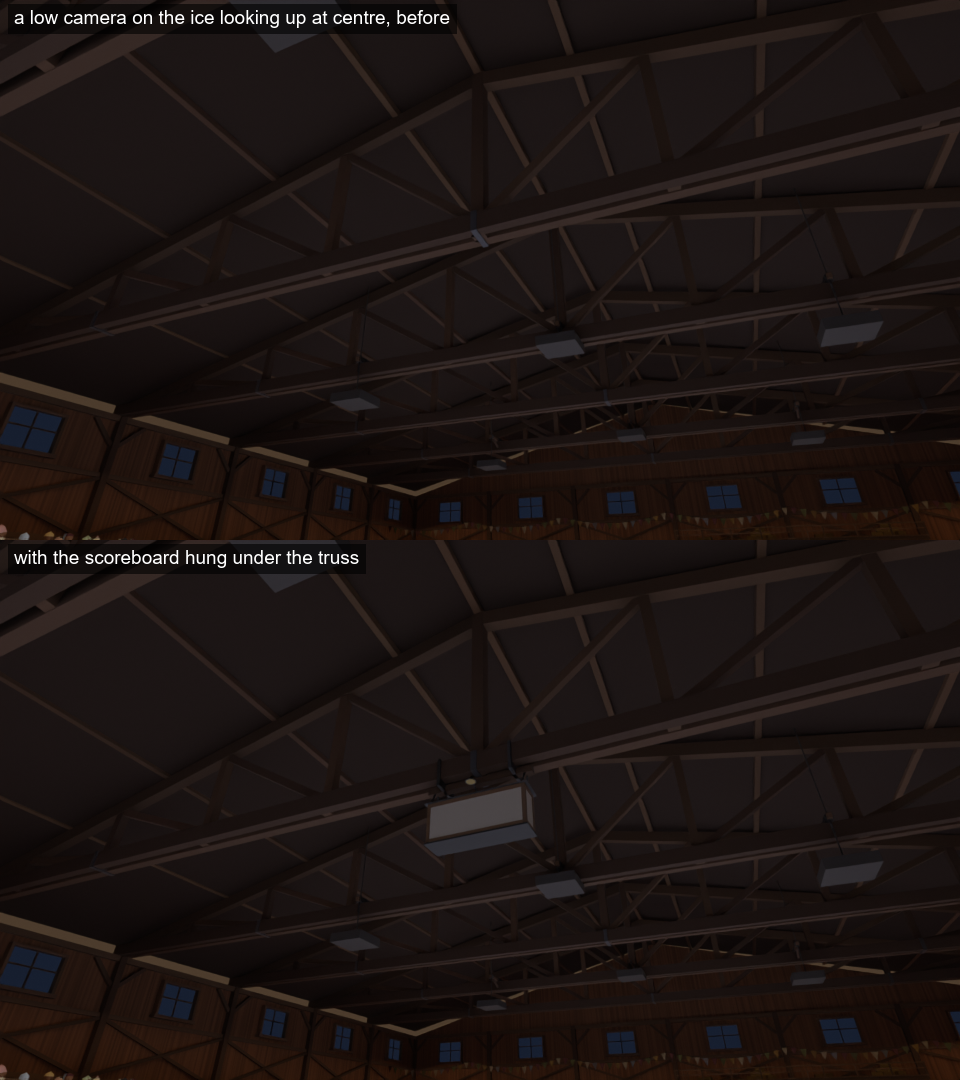 a low camera on the ice looking up at centre, before
with the scoreboard hung under the truss